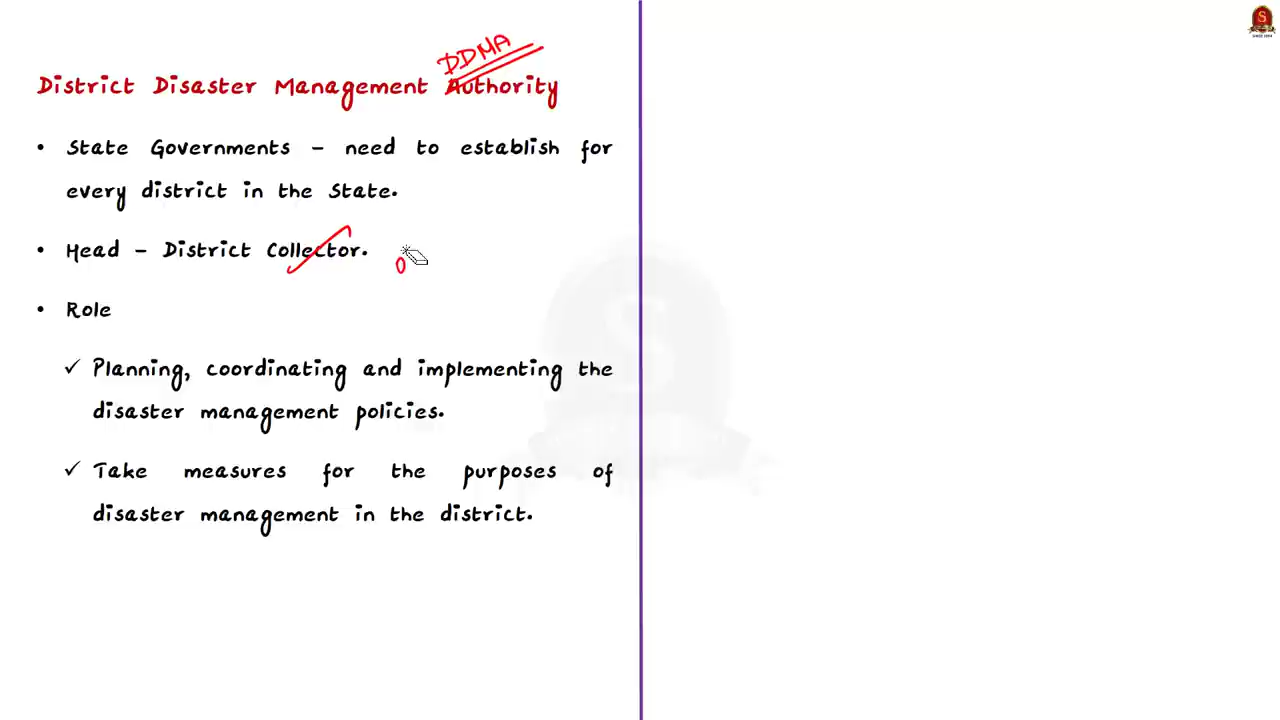 DDMA
District Disaster Management Authority
• State Governments – need to establish for
every district in the State.
• Head – District Collector.
• Role
✓ Planning, coordinating and implementing the
disaster management policies.
✓ Take measures for the purposes of
disaster management in the district.